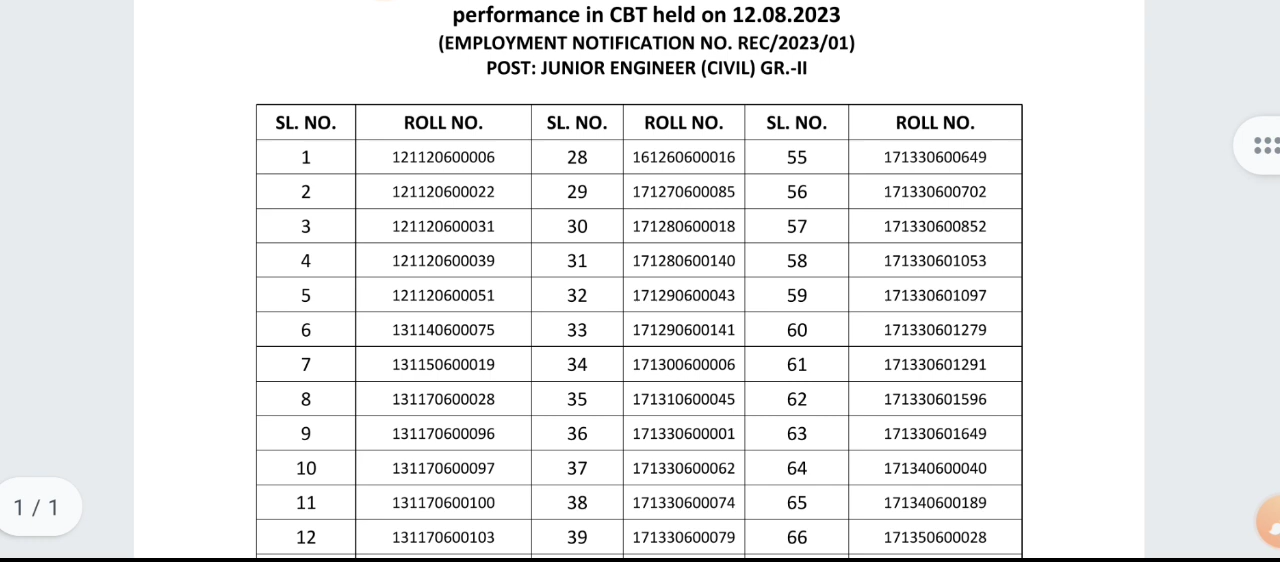 performance in CBT held on 12.08.2023
(EMPLOYMENT NOTIFICATION NO. REC/2023/01)
POST: JUNIOR ENGINEER (CIVIL) GR.-II
SL. NO. ROLL NO. SL. NO. ROLL NO. SL. NO. ROLL NO.
1 121120600006 28 161260600016 55 171330600649
2 121120600022 29 171270600085 56 171330600702
3 121120600031 30 171280600018 57 171330600852
4 121120600039 31 171280600140 58 171330601053
5 121120600051 32 171290600043 59 171330601097
6 131140600075 33 171290600141 60 171330601279
7 131150600019 34 171300600006 61 171330601291
8 131170600028 35 171310600045 62 171330601596
9 131170600096 36 171330600001 63 171330601649
10 131170600097 37 171330600062 64 171340600040
11 131170600100 38 171330600074 65 171340600189
12 131170600103 39 171330600079 66 171350600028
1 / 1